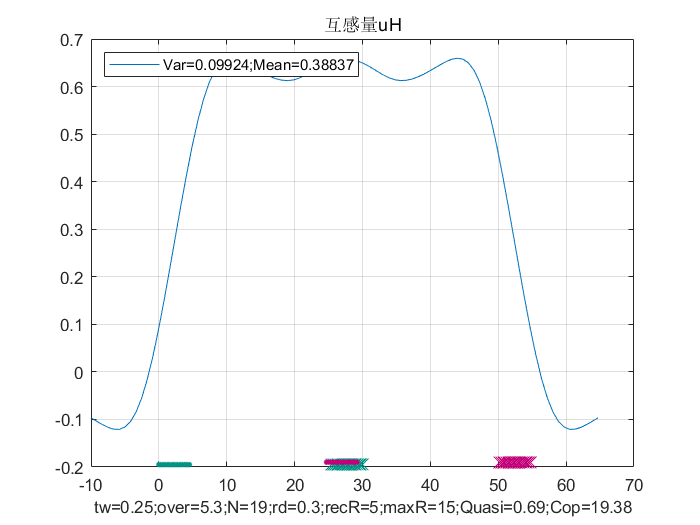 互感量uH
0.7
Var=0.09924;Mean=0.38837
0.6
0.5
0.4
0.3
0.2
0.1
0
-0.1
-0.2
-10 0 10 20 30 40 50 60 70
tw=0.25;over=5.3;N=19;rd=0.3;recR=5;maxR=15;Quasi=0.69;Cop=19.38